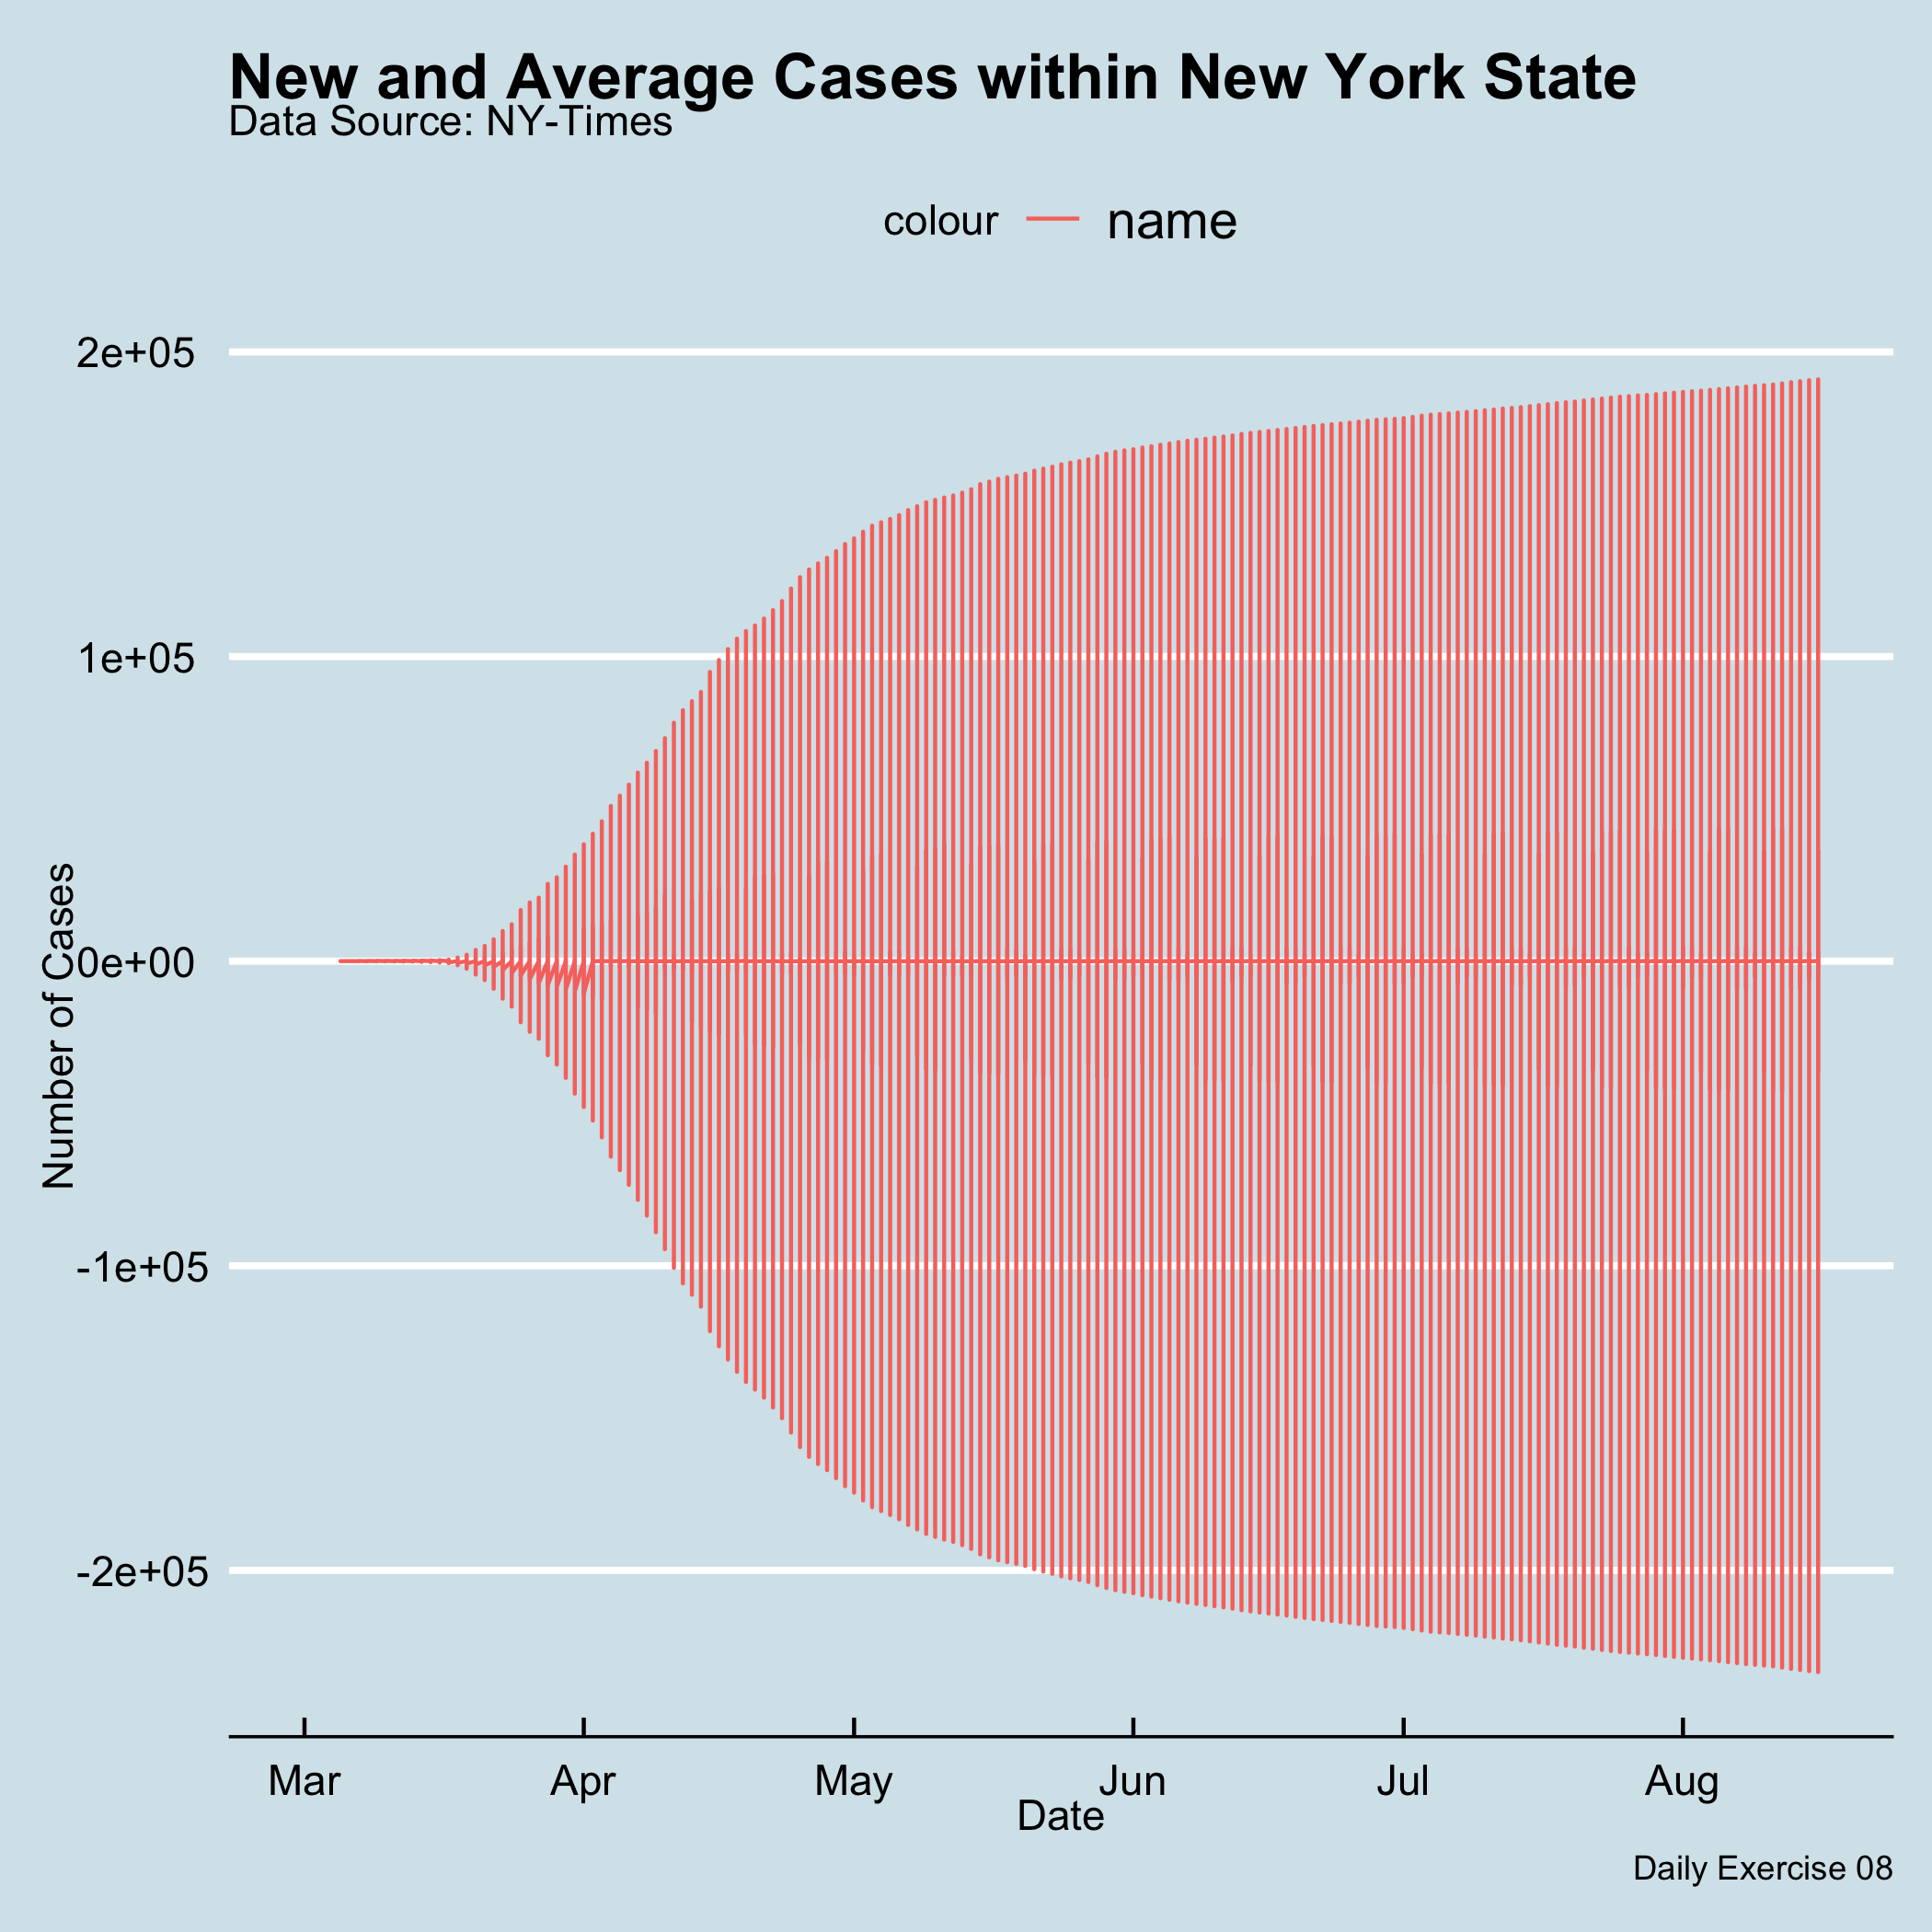 New and Average Cases within New York State
Data Source: NY-Times
colour name
2e+05
1e+05
0e+00
-1e+05
-2e+05
Number of Cases
Mar Apr May Jun Jul Aug
Date
Daily Exercise 08